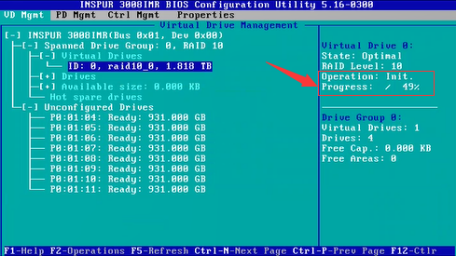 INSPUR 3008IMR BIOS Configuration Utility 5.16-0300
VD Mgmt PD Mgmt Ctrl Mgmt Properties
Virtual Drive Management
[-] INSPUR 3008IMR(Bus 0x01, Dev 0x00)
[-] Spanned Drive Group: 0, RAID 10
[-] Virtual Drives
ID: 0, raid10_0, 1.818 TB
[+] Drives
[+] Available size: 0.000 KB
Hot spare drives
[-] Unconfigured Drives
P0:01:04: Ready: 931.000 GB
P0:01:05: Ready: 931.000 GB
P0:01:06: Ready: 931.000 GB
P0:01:07: Ready: 931.000 GB
P0:01:08: Ready: 931.000 GB
P0:01:09: Ready: 931.000 GB
P0:01:10: Ready: 931.000 GB
P0:01:11: Ready: 931.000 GB
Virtual Drive 0:
State: Optimal
RAID Level: 10
Operation: Init.
Progress: / 49%
Drive Group 0:
Virtual Drives: 1
Drives: 4
Free Cap.: 0.000 KB
Free Areas: 0
F1-Help F2-Operations F5-Refresh Ctrl-N-Next Page Ctrl-P-Prev Page F12-Ctlr